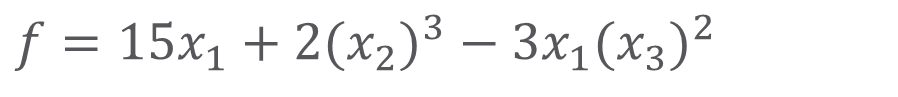 f = 15x₁ + 2(x₂)³ − 3x₁(x₃)²